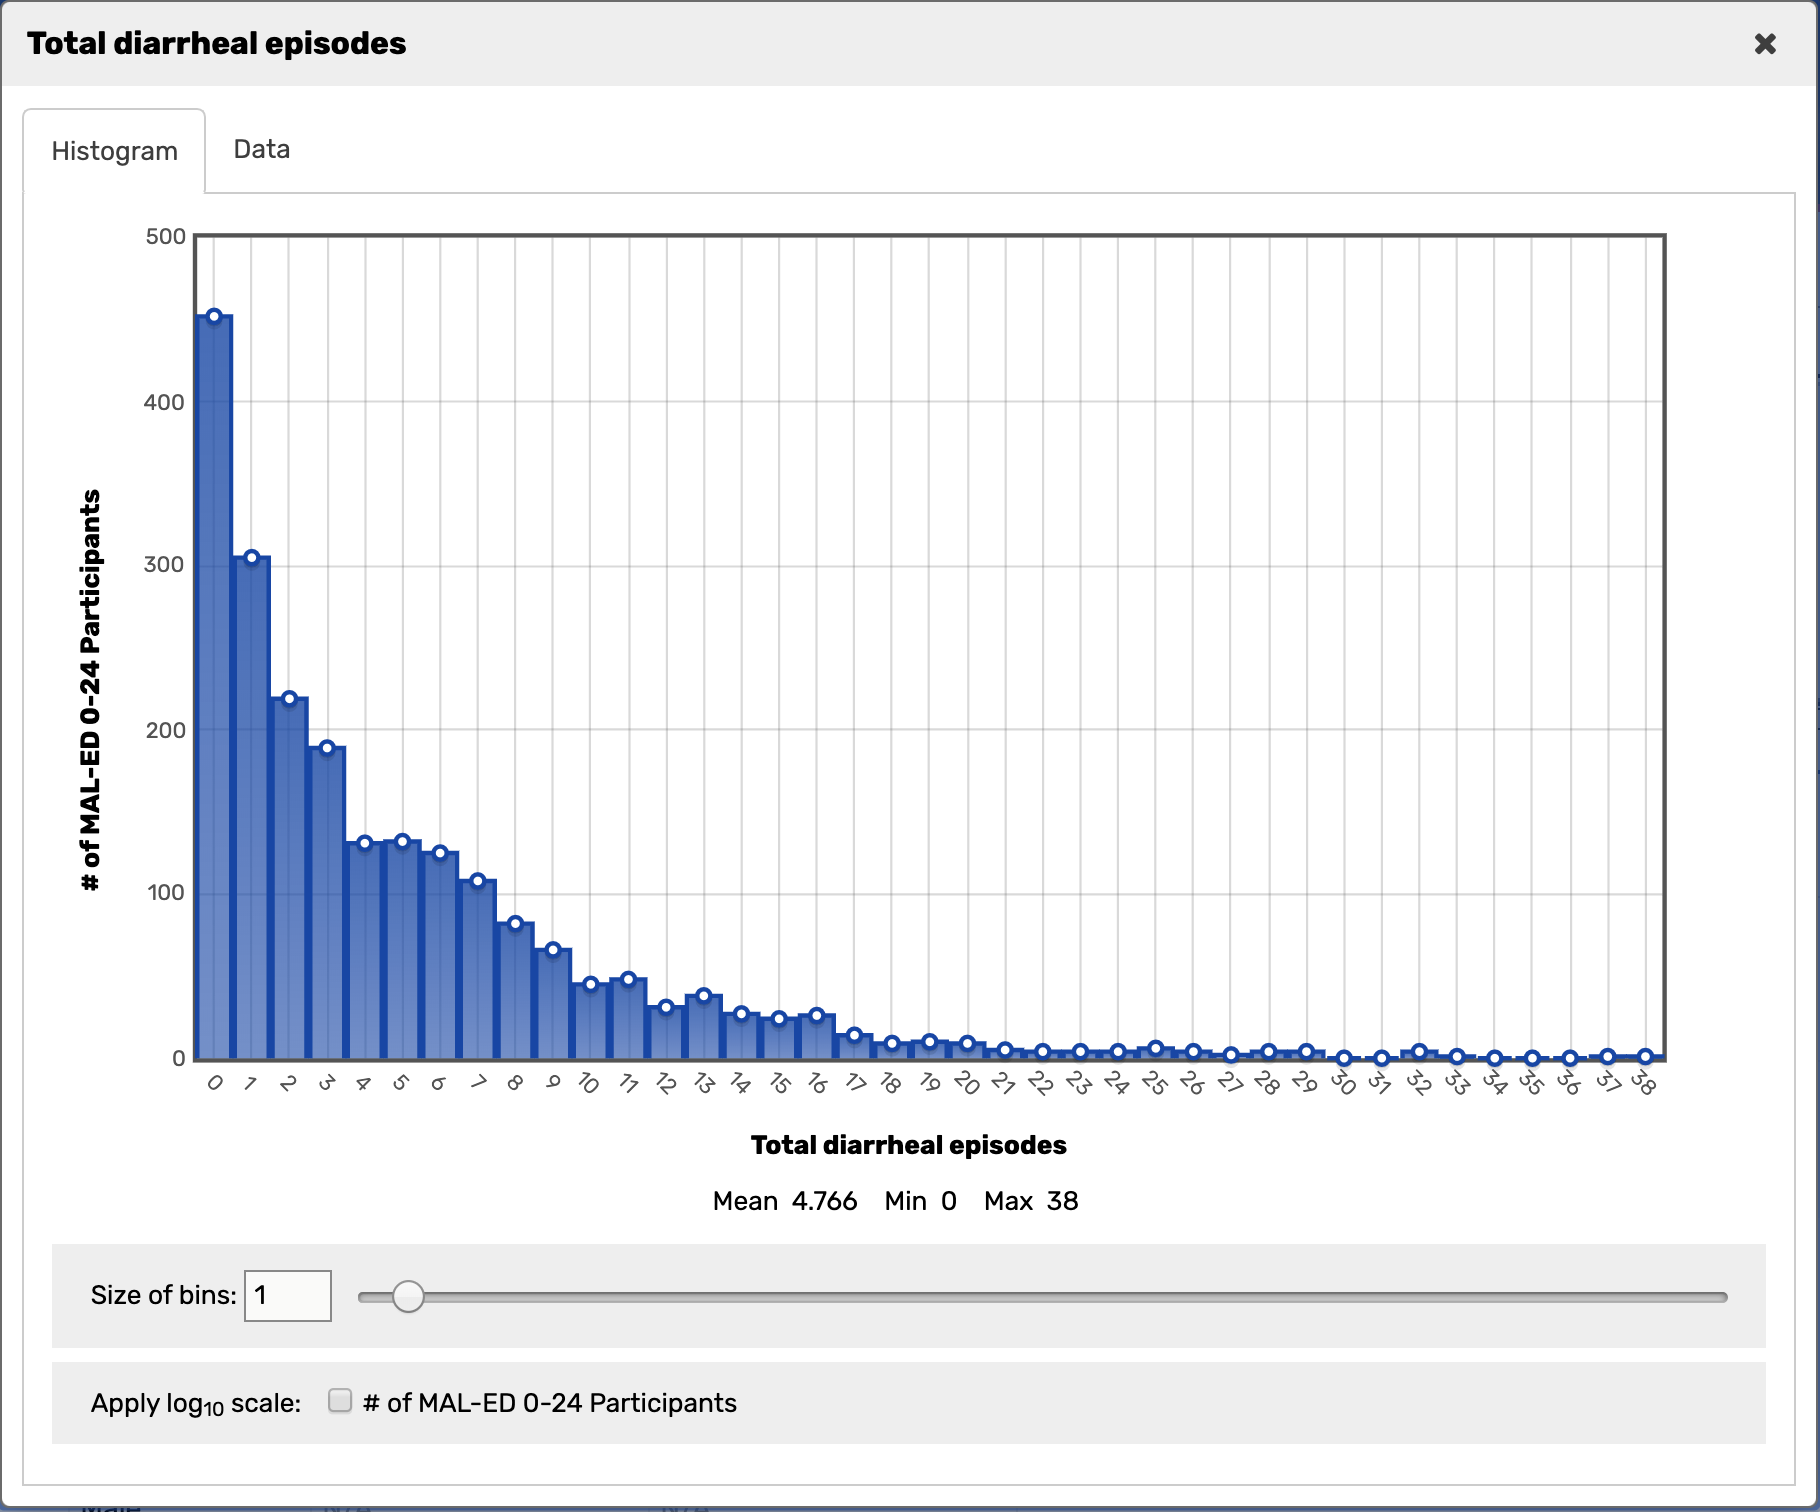 Total diarrheal episodes
Histogram Data
500
400
300
200
100
0
# of MAL-ED 0-24 Participants
0 1 2 3 4 5 6 7 8 9 10 11 12 13 14 15 16 17 18 19 20 21 22 23 24 25 26 27 28 29 30 31 32 33 34 35 36 37 38
Total diarrheal episodes
Mean 4.766 Min 0 Max 38
Size of bins: 1
Apply log10 scale: # of MAL-ED 0-24 Participants